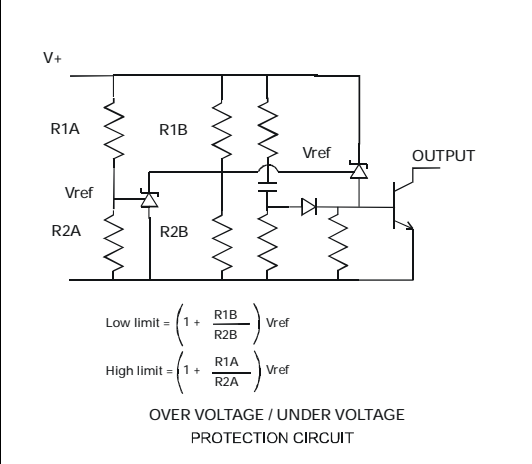 V+
R1A
R1B
Vref
OUTPUT
Vref
R2A
R2B
Low limit = ( 1 + R1B / R2B ) Vref
High limit = ( 1 + R1A / R2A ) Vref
OVER VOLTAGE / UNDER VOLTAGE
PROTECTION CIRCUIT